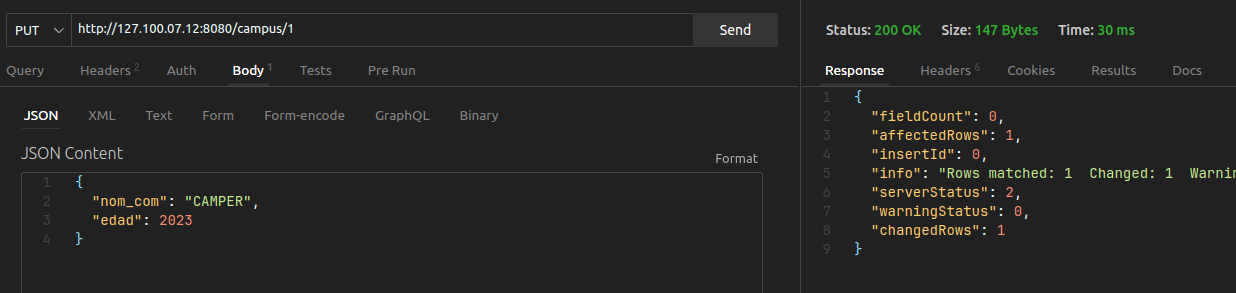 PUT http://127.100.07.12:8080/campus/1 Send
Query Headers 2 Auth Body 1 Tests Pre Run
JSON XML Text Form Form-encode GraphQL Binary
JSON Content Format
1 {
2 "nom_com": "CAMPER",
3 "edad": 2023
4 }
Status: 200 OK Size: 147 Bytes Time: 30 ms
Response Headers 6 Cookies Results Docs
1 {
2 "fieldCount": 0,
3 "affectedRows": 1,
4 "insertId": 0,
5 "info": "Rows matched: 1 Changed: 1 Warnin
6 "serverStatus": 2,
7 "warningStatus": 0,
8 "changedRows": 1
9 }